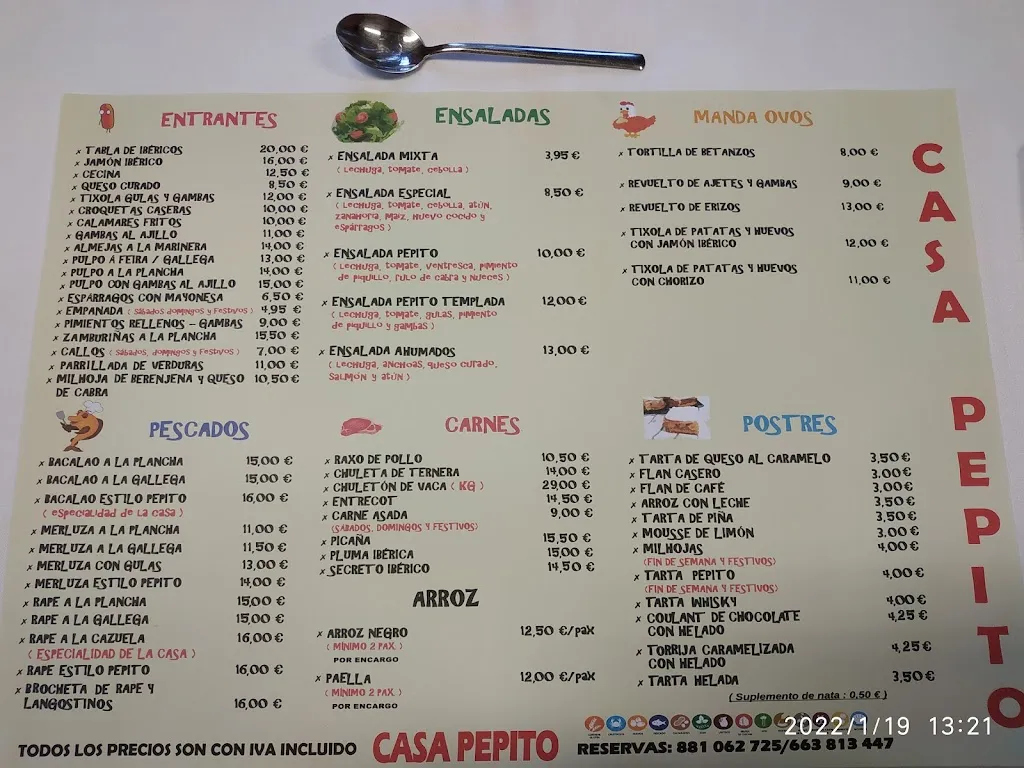 ENTRANTES
x TABLA DE IBÉRICOS 20,00 €
x JAMÓN IBÉRICO 16,00 €
x CECINA 12,50 €
x QUESO CURADO 8,50 €
x TIXOLA GULAS Y GAMBAS 12,00 €
x CROQUETAS CASERAS 10,00 €
x CALAMARES FRITOS 10,00 €
x GAMBAS AL AJILLO 11,00 €
x ALMEJAS A LA MARINERA 14,00 €
x PULPO Á FEIRA / GALLEGA 13,00 €
x PULPO A LA PLANCHA 14,00 €
x PULPO CON GAMBAS AL AJILLO 15,00 €
x ESPÁRRAGOS CON MAYONESA 6,50 €
x EMPANADA ( Sábados domingos y Festivos ) 4,95 €
x PIMIENTOS RELLENOS - GAMBAS 9,00 €
x ZAMBURIÑAS A LA PLANCHA 15,50 €
x CALLOS ( Sábados, domingos y Festivos ) 7,00 €
x PARRILLADA DE VERDURAS 11,00 €
x MILHOJA DE BERENJENA Y QUESO 10,50 €
DE CABRA
ENSALADAS
x ENSALADA MIXTA 3,95 €
( Lechuga, tomate, cebolla )
x ENSALADA ESPECIAL 8,50 €
( Lechuga, tomate, cebolla, atún,
zanahoria, maíz, huevo cocido y
espárragos )
x ENSALADA PEPITO 10,00 €
( Lechuga, tomate, ventresca, pimiento
de piquillo, rulo de cabra y nueces )
x ENSALADA PEPITO TEMPLADA 12,00 €
( Lechuga, tomate, gulas, pimiento
de piquillo y gambas )
x ENSALADA AHUMADOS 13,00 €
( Lechuga, anchoas, queso curado,
salmón y atún )
MANDA OVOS
x TORTILLA DE BETANZOS 8,00 €
x REVUELTO DE AJETES Y GAMBAS 9,00 €
x REVUELTO DE ERIZOS 13,00 €
x TIXOLA DE PATATAS Y HUEVOS
CON JAMÓN IBÉRICO 12,00 €
x TIXOLA DE PATATAS Y HUEVOS
CON CHORIZO 11,00 €
CASA PEPITO
PESCADOS
x BACALAO A LA PLANCHA 15,00 €
x BACALAO A LA GALLEGA 15,00 €
x BACALAO ESTILO PEPITO 16,00 €
( especialidad de la casa )
x MERLUZA A LA PLANCHA 11,00 €
x MERLUZA A LA GALLEGA 11,50 €
x MERLUZA CON GULAS 13,00 €
x MERLUZA ESTILO PEPITO 14,00 €
x RAPE A LA PLANCHA 15,00 €
x RAPE A LA GALLEGA 15,00 €
x RAPE A LA CAZUELA 16,00 €
( ESPECIALIDAD DE LA CASA )
x RAPE ESTILO PEPITO 16,00 €
x BROCHETA DE RAPE Y
LANGOSTINOS 16,00 €
CARNES
x RAXO DE POLLO 10,50 €
x CHULETA DE TERNERA 14,00 €
x CHULETÓN DE VACA ( KG ) 29,00 €
x ENTRECOT 14,50 €
x CARNE ASADA 9,00 €
(SÁBADOS, DOMINGOS Y FESTIVOS)
x PICAÑA 15,50 €
x PLUMA IBÉRICA 15,00 €
x SECRETO IBÉRICO 14,50 €
ARROZ
x ARROZ NEGRO 12,50 €/pax
( MÍNIMO 2 PAX. )
POR ENCARGO
x PAELLA 12,00 €/pax
( MÍNIMO 2 PAX. )
POR ENCARGO
POSTRES
x TARTA DE QUESO AL CARAMELO 3,50 €
x FLAN CASERO 3,00 €
x FLAN DE CAFÉ 3,00 €
x ARROZ CON LECHE 3,50 €
x TARTA DE PIÑA 3,50 €
x MOUSSE DE LIMÓN 3,00 €
x MILHOJAS 4,00 €
(FIN DE SEMANA Y FESTIVOS)
x TARTA PEPITO 4,00 €
(FIN DE SEMANA Y FESTIVOS)
x TARTA WHISKY 4,00 €
x COULANT DE CHOCOLATE 4,25 €
CON HELADO
x TORRIJA CARAMELIZADA 4,25 €
CON HELADO
x TARTA HELADA 3,50 €
( Suplemento de nata : 0,50 € )
TODOS LOS PRECIOS SON CON IVA INCLUIDO CASA PEPITO RESERVAS: 881 062 725/663 813 447
2022/1/19 13:21